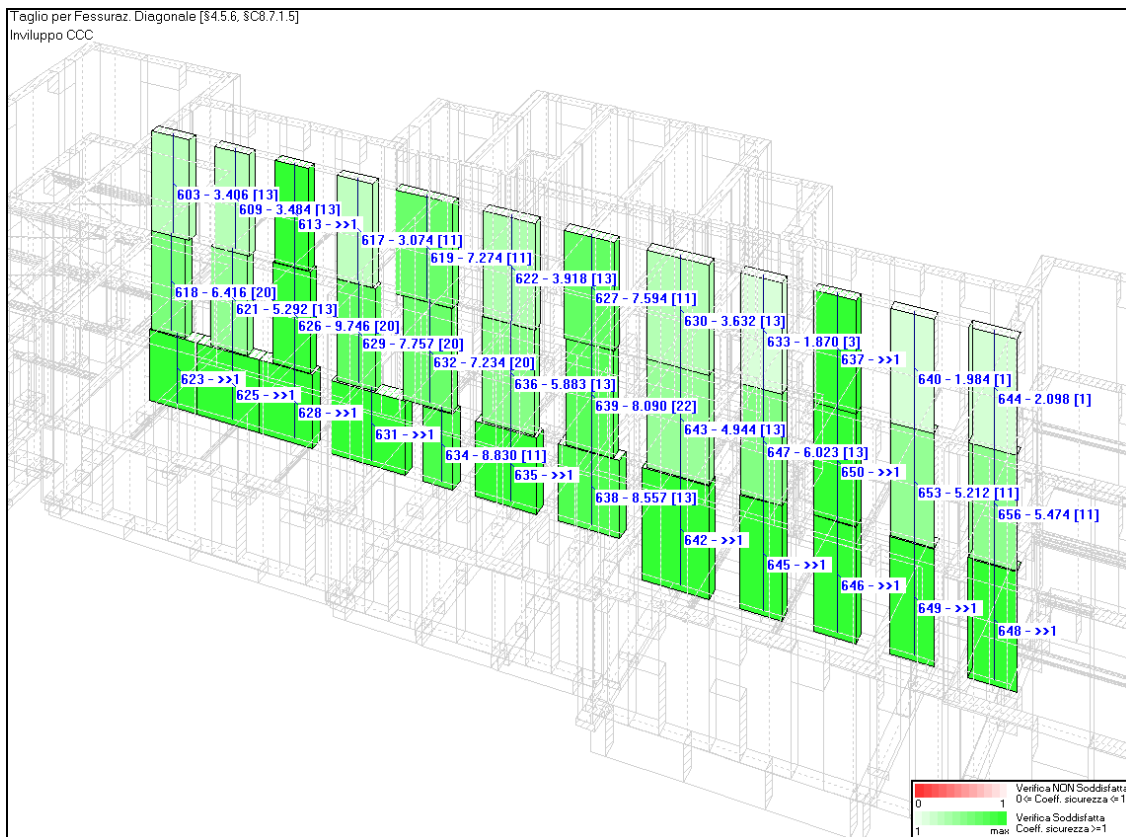 Taglio per Fessuraz. Diagonale [§4.5.6, §C8.7.1.5]
Inviluppo CCC
603 - 3.406 [13]
609 - 3.484 [13]
613 - >>1
617 - 3.074 [11]
619 - 7.274 [11]
622 - 3.918 [13]
627 - 7.594 [11]
630 - 3.632 [13]
633 - 1.870 [3]
637 - >>1
640 - 1.984 [1]
644 - 2.098 [1]
618 - 6.416 [20]
621 - 5.292 [13]
626 - 9.746 [20]
629 - 7.757 [20]
632 - 7.234 [20]
636 - 5.883 [13]
639 - 8.090 [22]
643 - 4.944 [13]
647 - 6.023 [13]
650 - >>1
653 - 5.212 [11]
656 - 5.474 [11]
623 - >>1
625 - >>1
628 - >>1
631 - >>1
634 - 8.830 [11]
635 - >>1
638 - 8.557 [13]
642 - >>1
645 - >>1
646 - >>1
649 - >>1
648 - >>1
Verifica NON Soddisfatta
0<= Coeff. sicurezza <=1
0 1
Verifica Soddisfatta
Coeff. sicurezza >=1
1 max